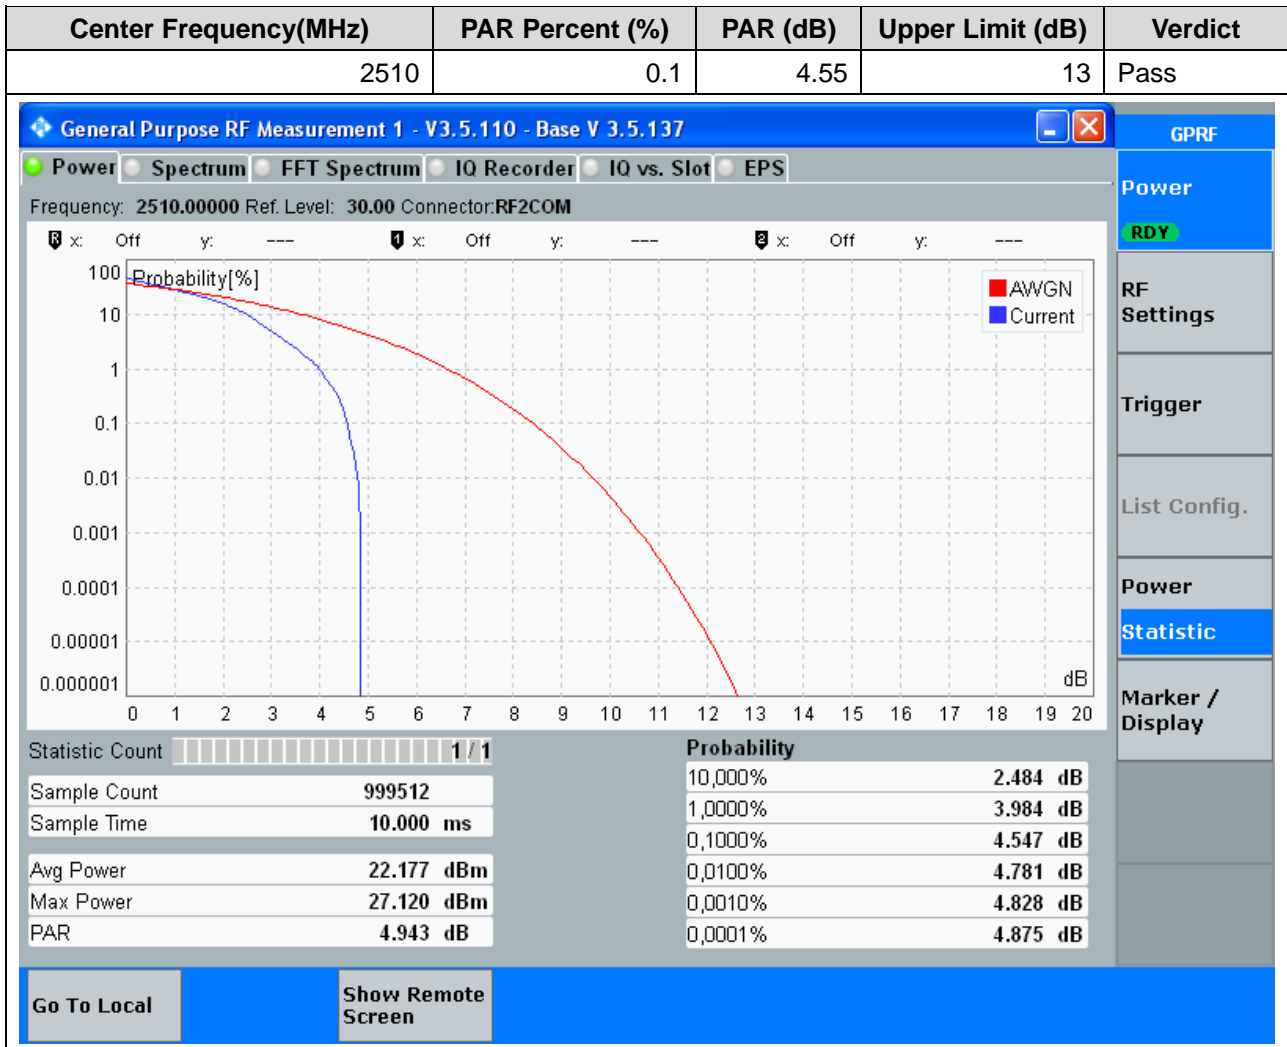 Center Frequency(MHz) PAR Percent (%) PAR (dB) Upper Limit (dB) Verdict
2510 0.1 4.55 13 Pass
General Purpose RF Measurement 1 - V3.5.110 - Base V 3.5.137
GPRF
Power Spectrum FFT Spectrum IQ Recorder IQ vs. Slot EPS
Frequency: 2510.00000 Ref. Level: 30.00 Connector:RF2COM
R x: Off y: --- 1 x: Off y: --- 2 x: Off y: ---
Probability[%]
AWGN
Current
100
10
1
0.1
0.01
0.001
0.0001
0.00001
0.000001
dB
0 1 2 3 4 5 6 7 8 9 10 11 12 13 14 15 16 17 18 19 20
Statistic Count 1 / 1
Sample Count 999512
Sample Time 10.000 ms
Avg Power 22.177 dBm
Max Power 27.120 dBm
PAR 4.943 dB
Probability
10,000% 2.484 dB
1,0000% 3.984 dB
0,1000% 4.547 dB
0,0100% 4.781 dB
0,0010% 4.828 dB
0,0001% 4.875 dB
Power
RDY
RF
Settings
Trigger
List Config.
Power
Statistic
Marker /
Display
Go To Local
Show Remote
Screen